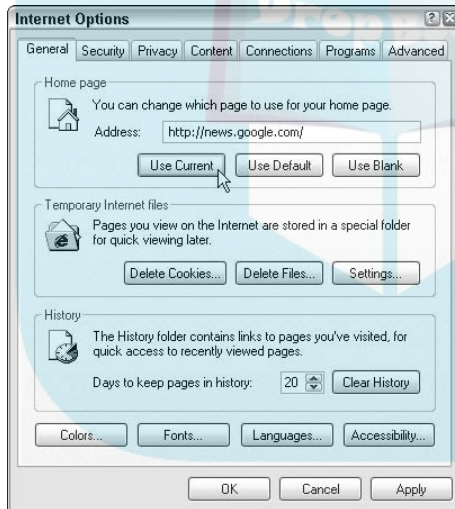 Internet Options
General Security Privacy Content Connections Programs Advanced
Home page
You can change which page to use for your home page.
Address: http://news.google.com/
Use Current Use Default Use Blank
Temporary Internet files
Pages you view on the Internet are stored in a special folder
for quick viewing later.
Delete Cookies... Delete Files... Settings...
History
The History folder contains links to pages you've visited, for
quick access to recently viewed pages.
Days to keep pages in history: 20 Clear History
Colors... Fonts... Languages... Accessibility...
OK Cancel Apply